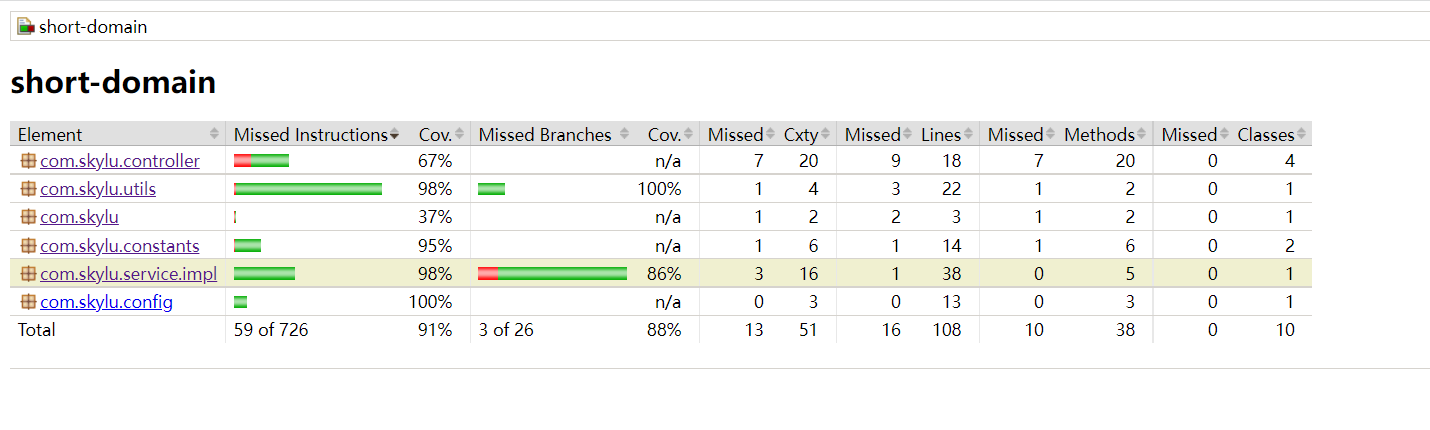 short-domain
short-domain
Element Missed Instructions Cov. Missed Branches Cov. Missed Cxty Missed Lines Missed Methods Missed Classes
com.skylu.controller 67% n/a 7 20 9 18 7 20 0 4
com.skylu.utils 98% 100% 1 4 3 22 1 2 0 1
com.skylu 37% n/a 1 2 2 3 1 2 0 1
com.skylu.constants 95% n/a 1 6 1 14 1 6 0 2
com.skylu.service.impl 98% 86% 3 16 1 38 0 5 0 1
com.skylu.config 100% n/a 0 3 0 13 0 3 0 1
Total 59 of 726 91% 3 of 26 88% 13 51 16 108 10 38 0 10